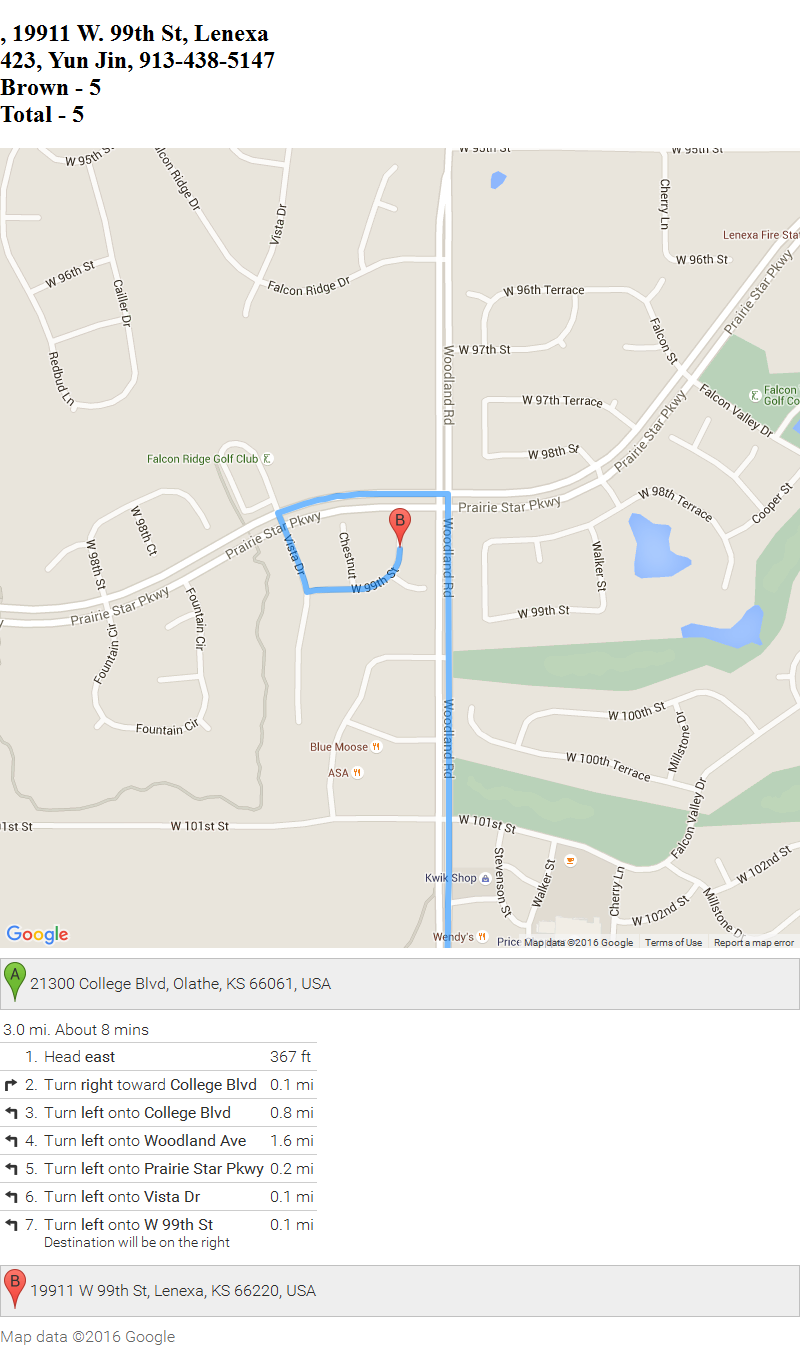 , 19911 W. 99th St, Lenexa
423, Yun Jin, 913-438-5147
Brown - 5
Total - 5
W 95th St
Falcon Ridge Dr
W 95th St
W 95th St
Cherry Ln
Vista Dr
Lenexa Fire Sta
W 96th St
W 96th St
Cailler Dr
Falcon Ridge Dr
W 96th Terrace
Prairie Star Pkwy
Falcon St
Woodland Rd
W 97th St
Redbud Ln
Falcon
Golf Co
W 97th Terrace
Falcon Valley Dr
Prairie Star Pkwy
Falcon Ridge Golf Club
W 98th St
W 98th Terrace
Cooper St
Prairie Star Pkwy
W 98th Ct
Prairie Star Pkwy
B
Vista Dr
Chestnut
Woodland Rd
W 98th St
Walker St
W 99th St
Prairie Star Pkwy
Fountain Cir
W 99th St
Fountain Cir
Fountain Cir
Woodland Rd
W 100th St
Millstone Dr
Blue Moose
ASA
W 100th Terrace
Falcon Valley Dr
01st St
W 101st St
W 101st St
Stevenson St
Walker St
Cherry Ln
W 102nd St
Kwik Shop
W 102nd St
Millstone Dr
Google
Wendy's
Price
Map data ©2016 Google
Terms of Use
Report a map error
A
21300 College Blvd, Olathe, KS 66061, USA
3.0 mi. About 8 mins
1. Head east 367 ft
2. Turn right toward College Blvd 0.1 mi
3. Turn left onto College Blvd 0.8 mi
4. Turn left onto Woodland Ave 1.6 mi
5. Turn left onto Prairie Star Pkwy 0.2 mi
6. Turn left onto Vista Dr 0.1 mi
7. Turn left onto W 99th St 0.1 mi
Destination will be on the right
B
19911 W 99th St, Lenexa, KS 66220, USA
Map data ©2016 Google